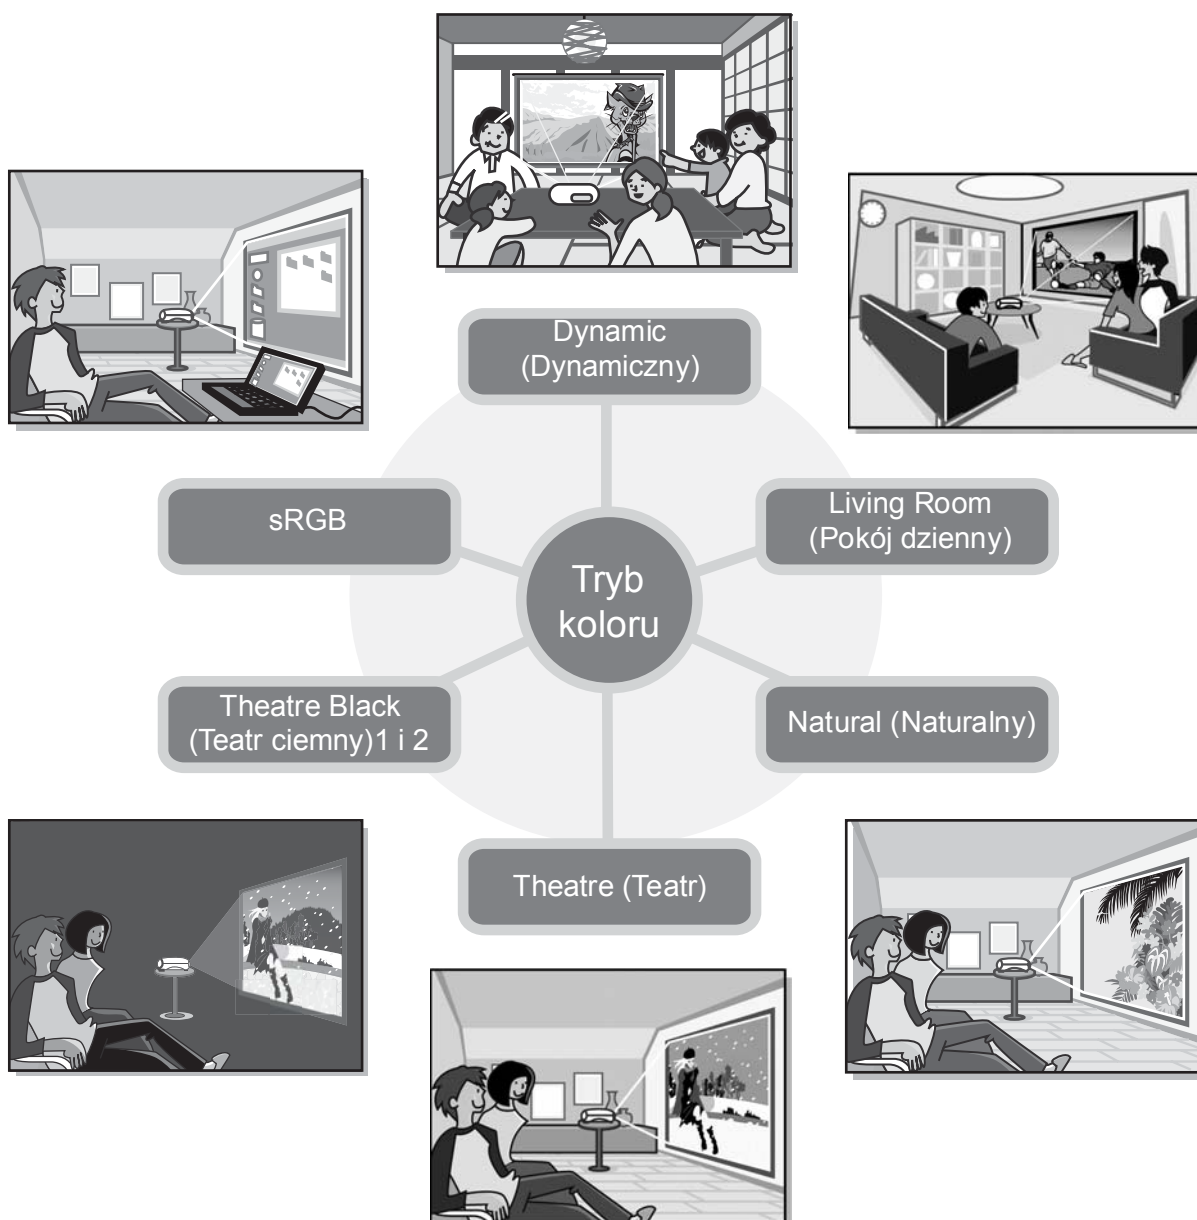 Dynamic
(Dynamiczny)
sRGB
Living Room
(Pokój dzienny)
Tryb
koloru
Theatre Black
(Teatr ciemny)1 i 2
Natural (Naturalny)
Theatre (Teatr)